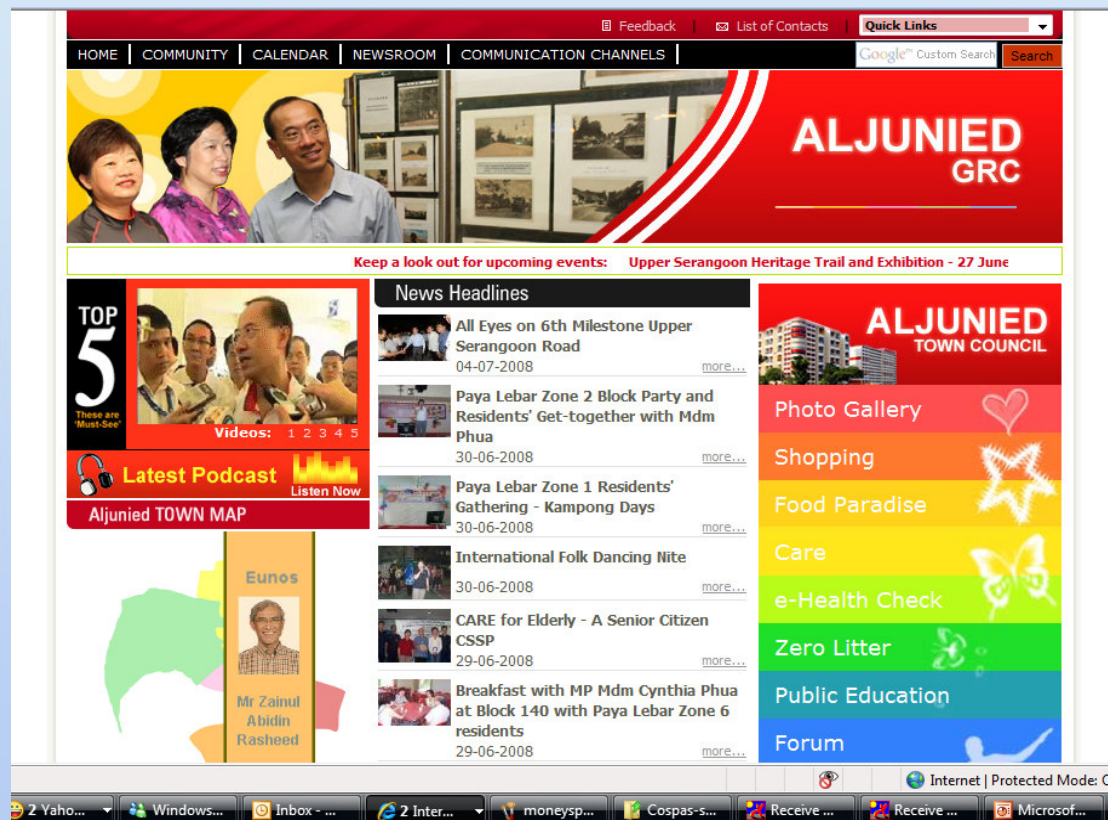 Feedback
List of Contacts
Quick Links
HOME
COMMUNITY
CALENDAR
NEWSROOM
COMMUNICATION CHANNELS
Google™ Custom Search
Search
ALJUNIED
GRC
Keep a look out for upcoming events: Upper Serangoon Heritage Trail and Exhibition - 27 June
TOP
5
These are
'Must-See'
Videos: 1 2 3 4 5
Latest Podcast
Listen Now
Aljunied TOWN MAP
Eunos
Mr Zainul
Abidin
Rasheed
News Headlines
All Eyes on 6th Milestone Upper
Serangoon Road
04-07-2008
more...
Paya Lebar Zone 2 Block Party and
Residents' Get-together with Mdm
Phua
30-06-2008
more...
Paya Lebar Zone 1 Residents'
Gathering - Kampong Days
30-06-2008
more...
International Folk Dancing Nite
30-06-2008
more...
CARE for Elderly - A Senior Citizen
CSSP
29-06-2008
more...
Breakfast with MP Mdm Cynthia Phua
at Block 140 with Paya Lebar Zone 6
residents
29-06-2008
more...
ALJUNIED
TOWN COUNCIL
Photo Gallery
Shopping
Food Paradise
Care
e-Health Check
Zero Litter
Public Education
Forum
Internet | Protected Mode:
2 Yaho...
Windows...
Inbox - ...
2 Inter...
moneysp...
Cospas-s...
Receive ...
Receive ...
Microsof...